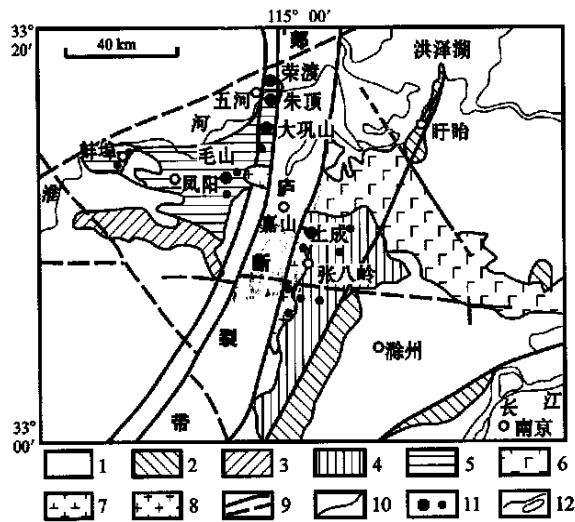 115° 00′
33°
20′
40 km
郯
洪泽湖
荣渡
五河
朱顶
河
大巩山
盱眙
毛山
蚌埠
凤阳
庐
淮
嘉山
上成
断
张八岭
裂
滁州
长
江
带
南京
33°
00′
1 2 3 4 5 6
7 8 9 10 11 12